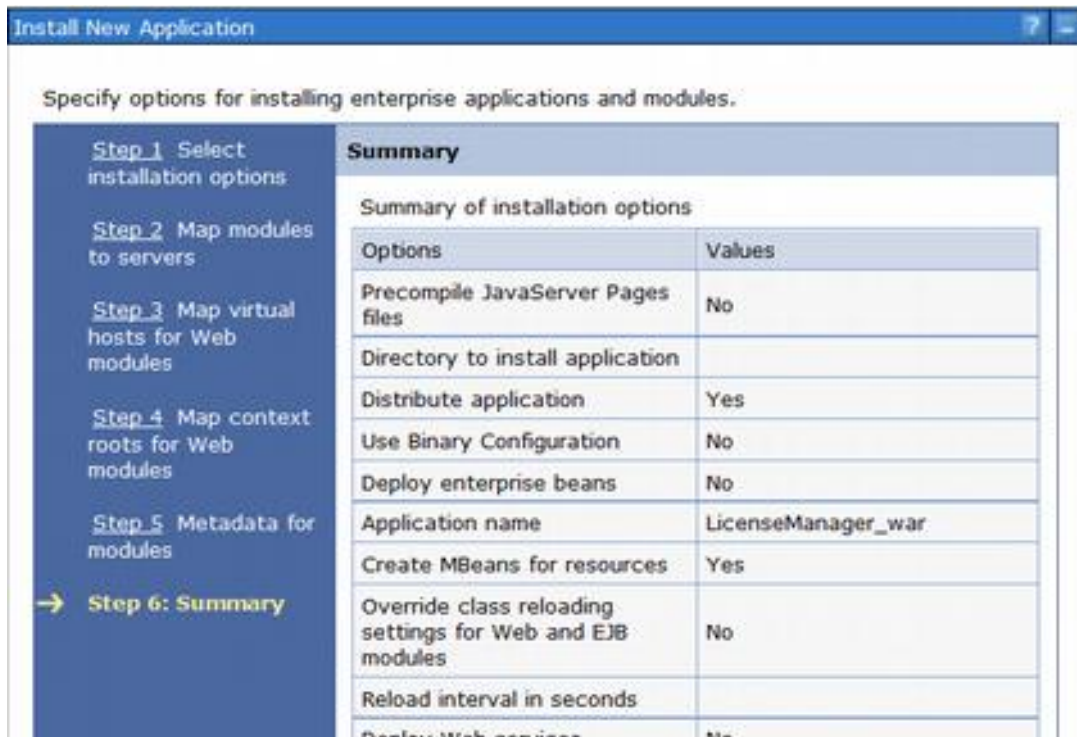 Install New Application
?
Specify options for installing enterprise applications and modules.
Step 1 Select
installation options
Step 2 Map modules
to servers
Step 3 Map virtual
hosts for Web
modules
Step 4 Map context
roots for Web
modules
Step 5 Metadata for
modules
Step 6: Summary
Summary
Summary of installation options
Options Values
Precompile JavaServer Pages
files No
Directory to install application
Distribute application Yes
Use Binary Configuration No
Deploy enterprise beans No
Application name LicenseManager_war
Create MBeans for resources Yes
Override class reloading
settings for Web and EJB
modules No
Reload interval in seconds
Deploy Web services No